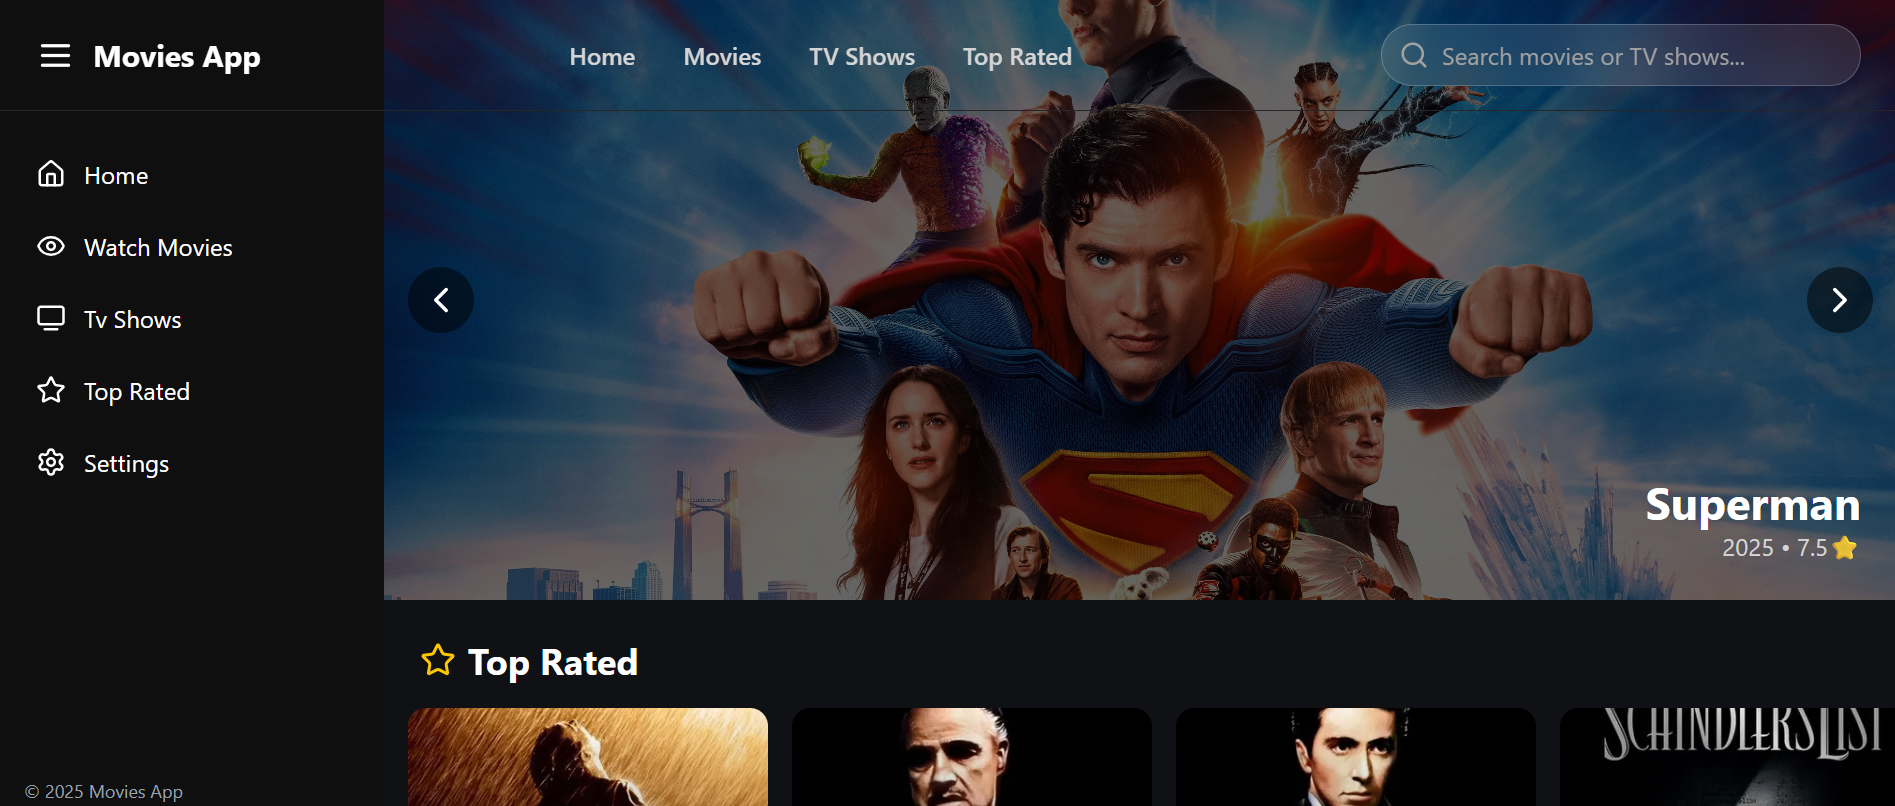 Movies App
Home
Movies
TV Shows
Top Rated
Search movies or TV shows...
Home
Watch Movies
Tv Shows
Top Rated
Settings
© 2025 Movies App
Superman
2025 • 7.5⭐
Top Rated
SCHINDLER'S LIST